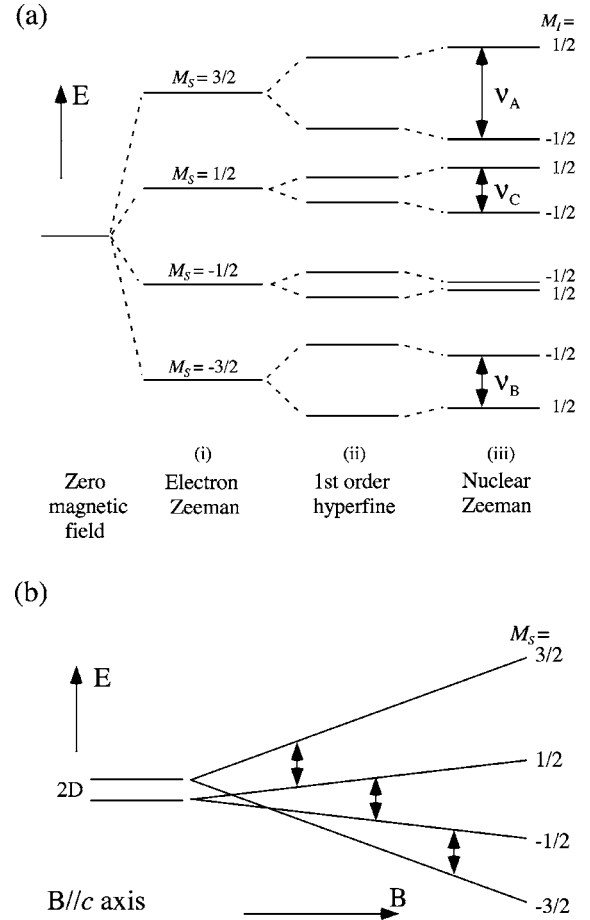 (a)
M_I=
E
M_S = 3/2
1/2
ν_A
-1/2
M_S = 1/2
1/2
ν_C
-1/2
M_S = -1/2
-1/2
1/2
M_S = -3/2
-1/2
ν_B
1/2
(i) (ii) (iii)
Zero
magnetic
field
Electron
Zeeman
1st order
hyperfine
Nuclear
Zeeman
(b)
M_S=
E
3/2
2D
1/2
-1/2
-3/2
B//c axis
B